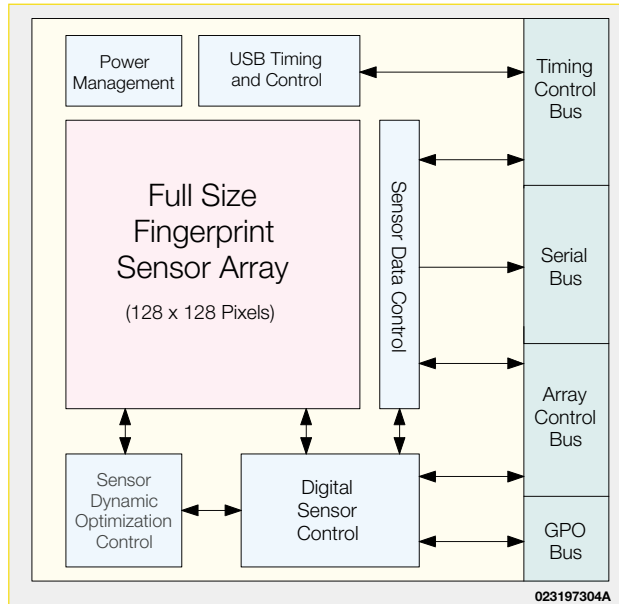 Power
Management
USB Timing
and Control
Timing
Control
Bus
Full Size
Fingerprint
Sensor Array
(128 x 128 Pixels)
Sensor Data Control
Serial
Bus
Array
Control
Bus
Sensor
Dynamic
Optimization
Control
Digital
Sensor
Control
GPO
Bus
023197304A